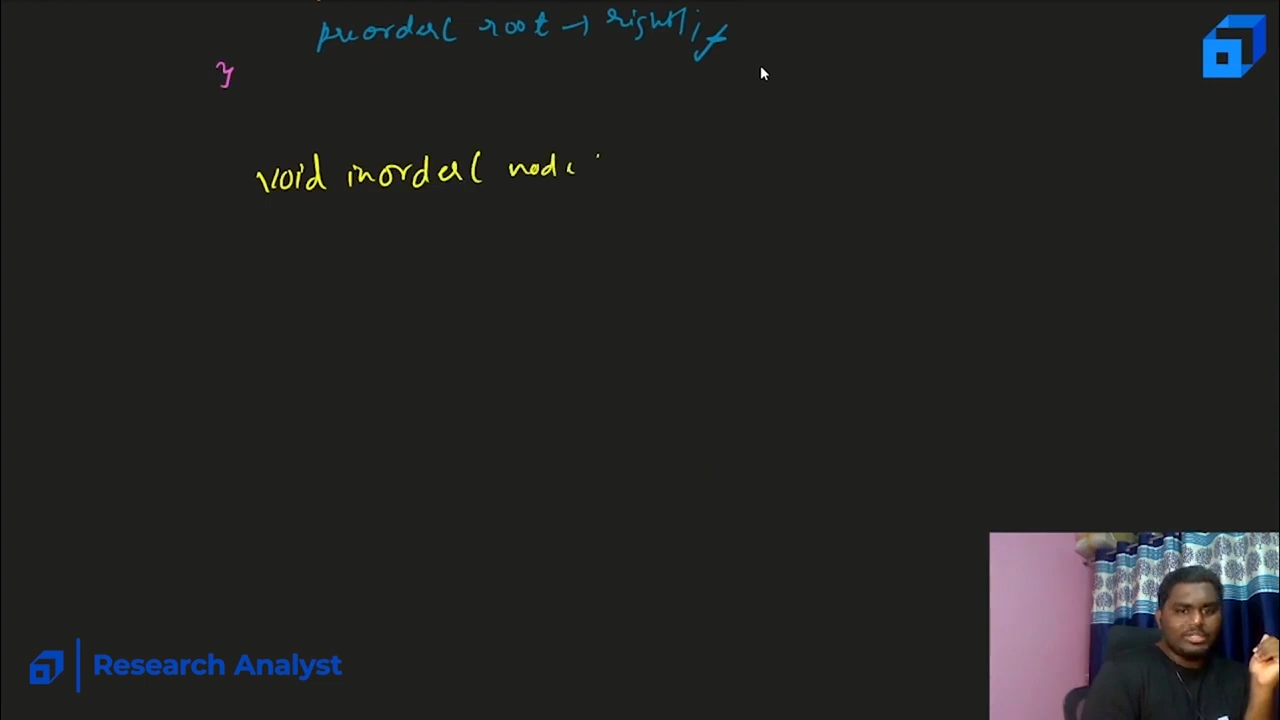 preorder( root → right);
}
void inorder( node
Research Analyst